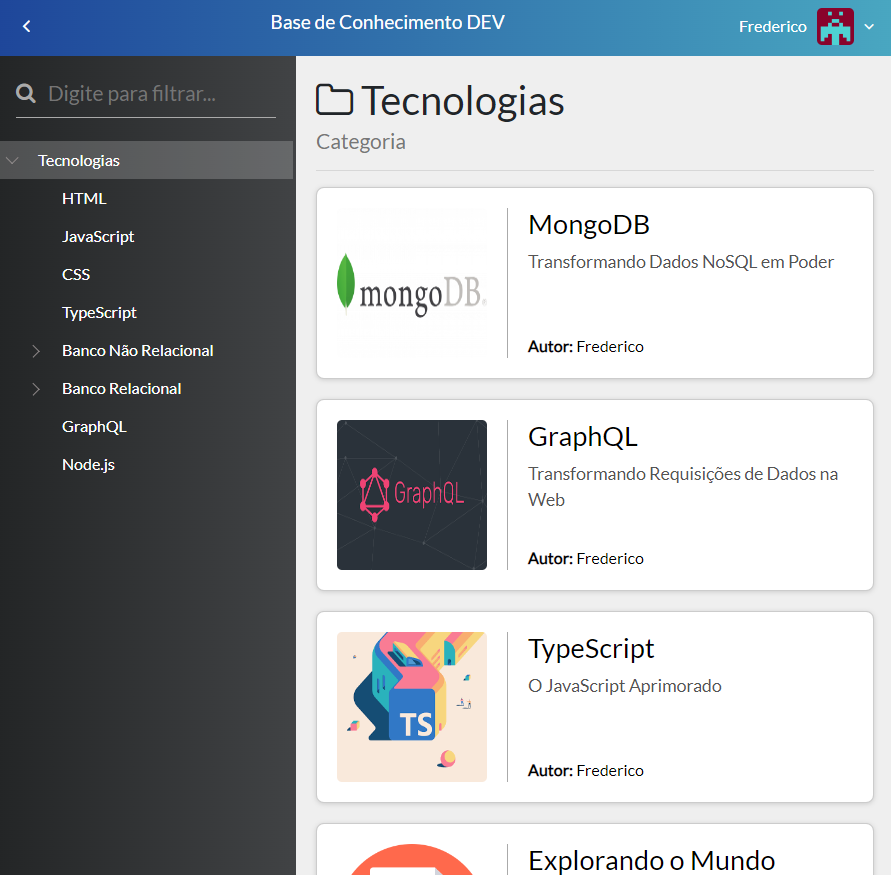 Base de Conhecimento DEV
Frederico
Digite para filtrar...
Tecnologias
HTML
JavaScript
CSS
TypeScript
Banco Não Relacional
Banco Relacional
GraphQL
Node.js
Tecnologias
Categoria
mongoDB
MongoDB
Transformando Dados NoSQL em Poder
Autor: Frederico
GraphQL
GraphQL
Transformando Requisições de Dados na
Web
Autor: Frederico
TS
TypeScript
O JavaScript Aprimorado
Autor: Frederico
Explorando o Mundo